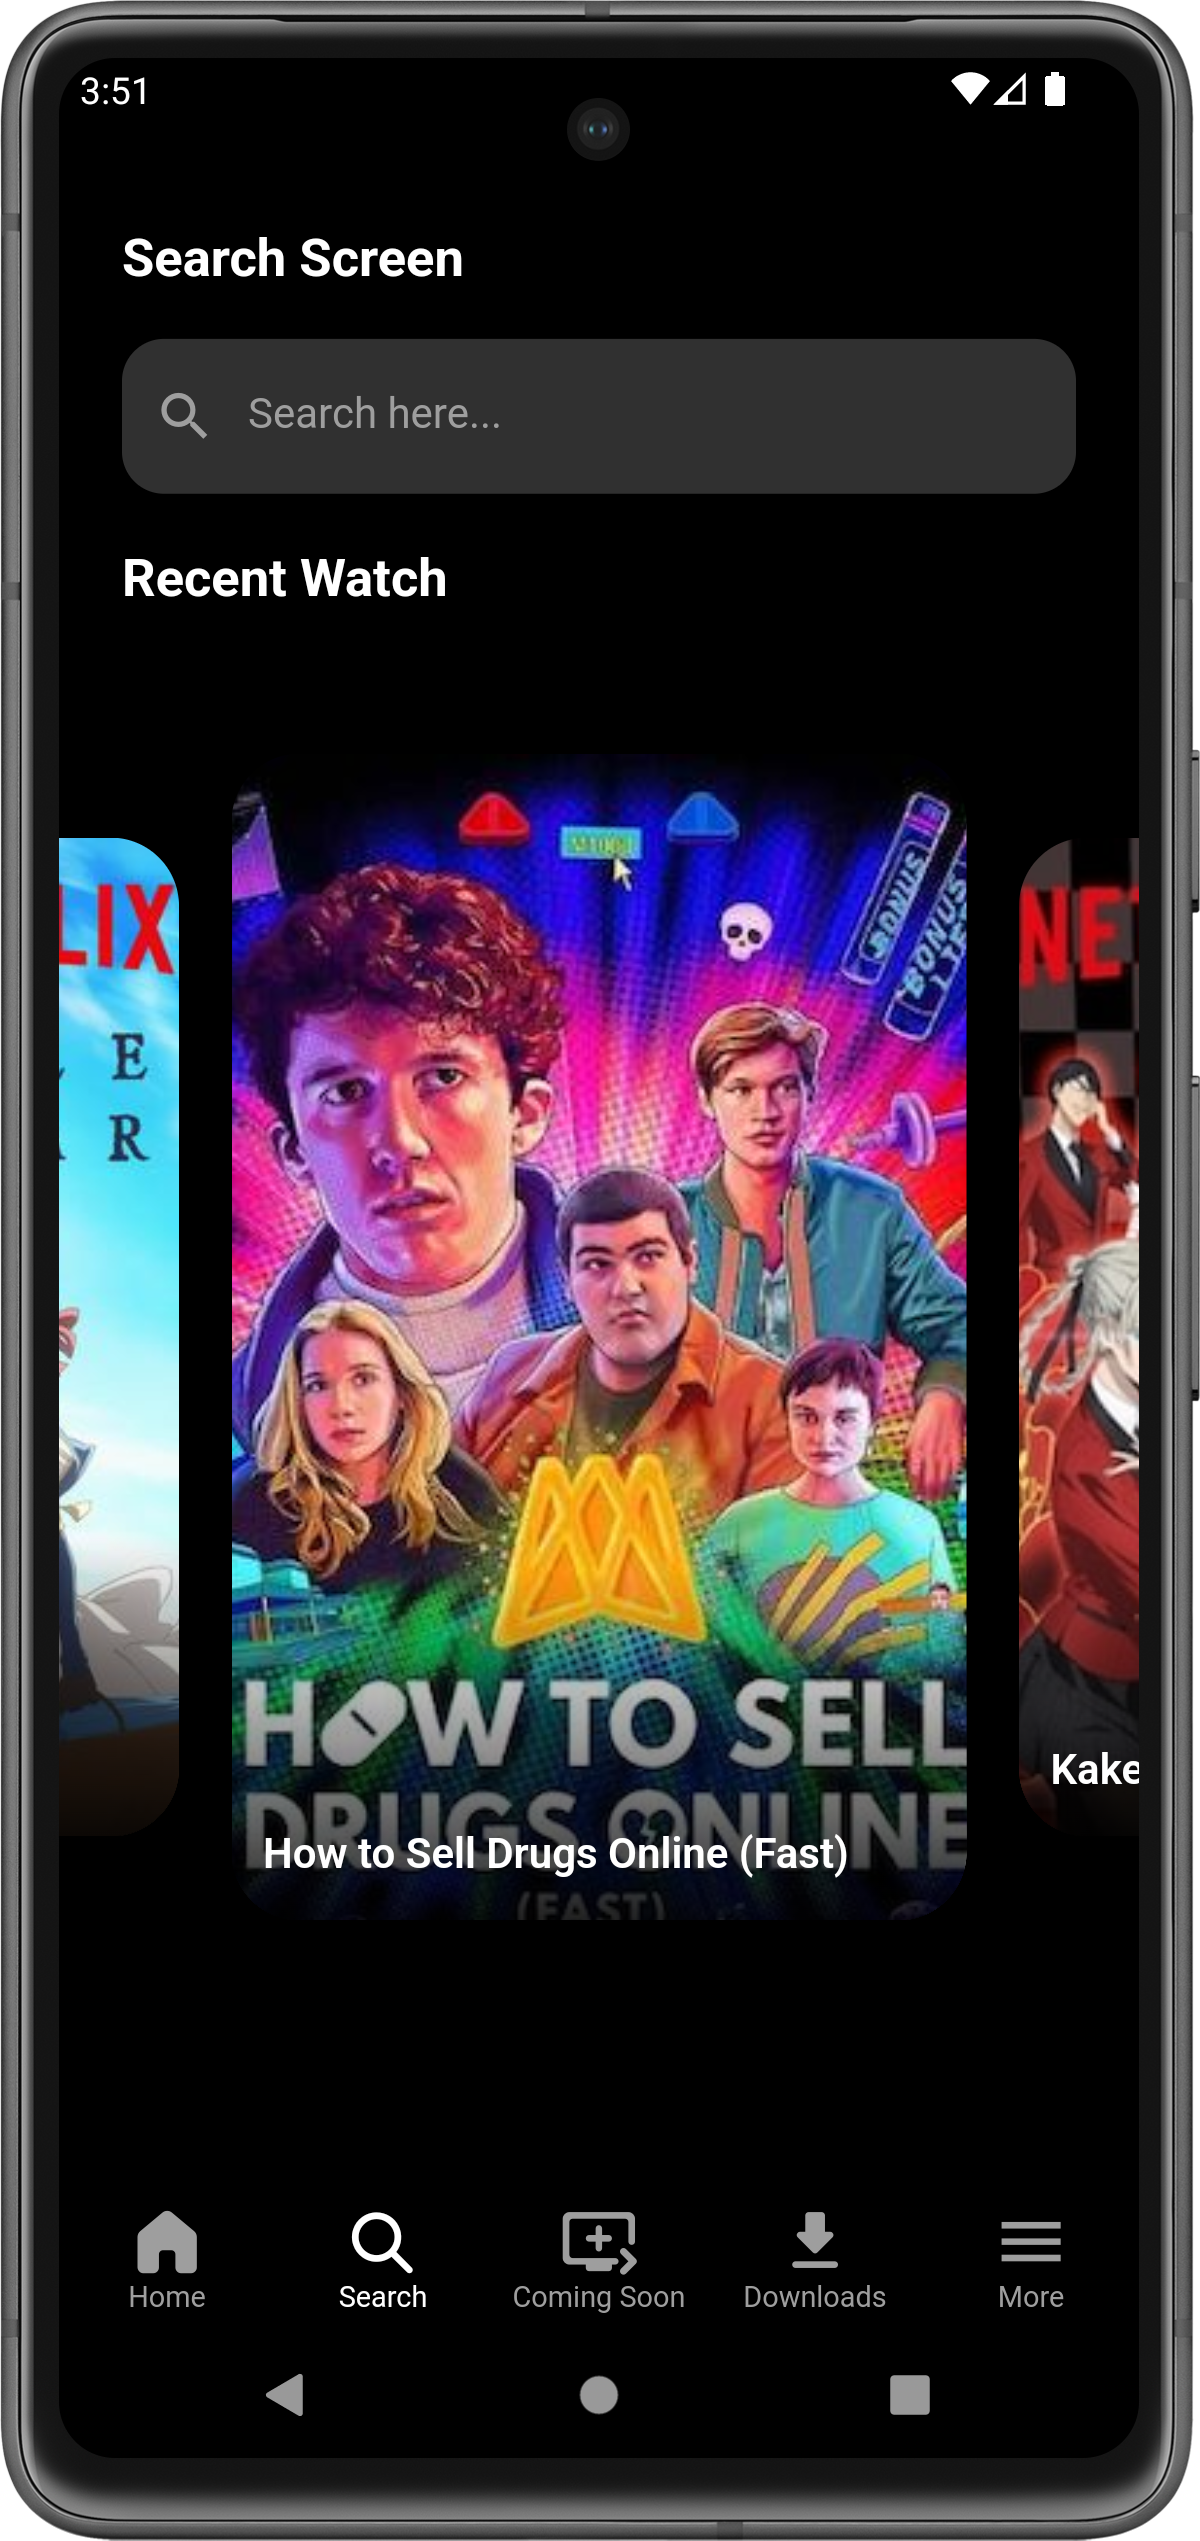 3:51
Search Screen
Search here...
Recent Watch
LIX
E
R
BONUS
BONUS
HOW TO SELL
DRUGS ONLINE
(FAST)
How to Sell Drugs Online (Fast)
NET
Kake
Home
Search
Coming Soon
Downloads
More